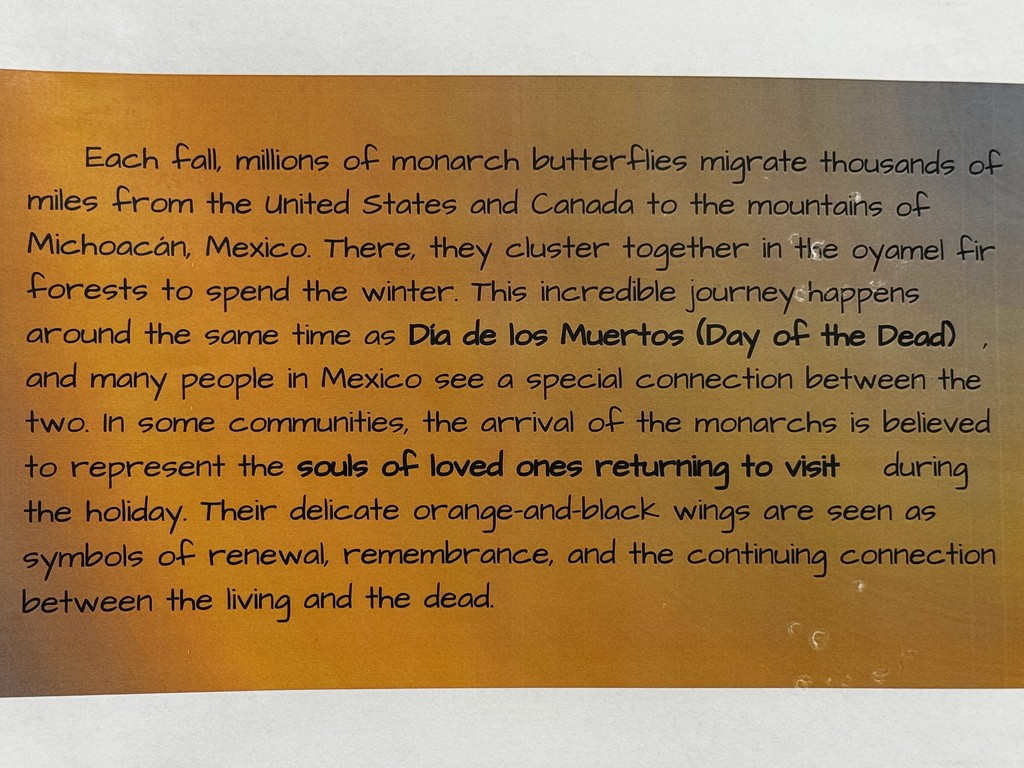 Each fall, millions of monarch butterflies migrate thousands of
miles from the United States and Canada to the mountains of
Michoacán, Mexico. There, they cluster together in the oyamel fir
forests to spend the winter. This incredible journey happens
around the same time as Día de los Muertos (Day of the Dead) ,
and many people in Mexico see a special connection between the
two. In some communities, the arrival of the monarchs is believed
to represent the souls of loved ones returning to visit during
the holiday. Their delicate orange-and-black wings are seen as
symbols of renewal, remembrance, and the continuing connection
between the living and the dead.